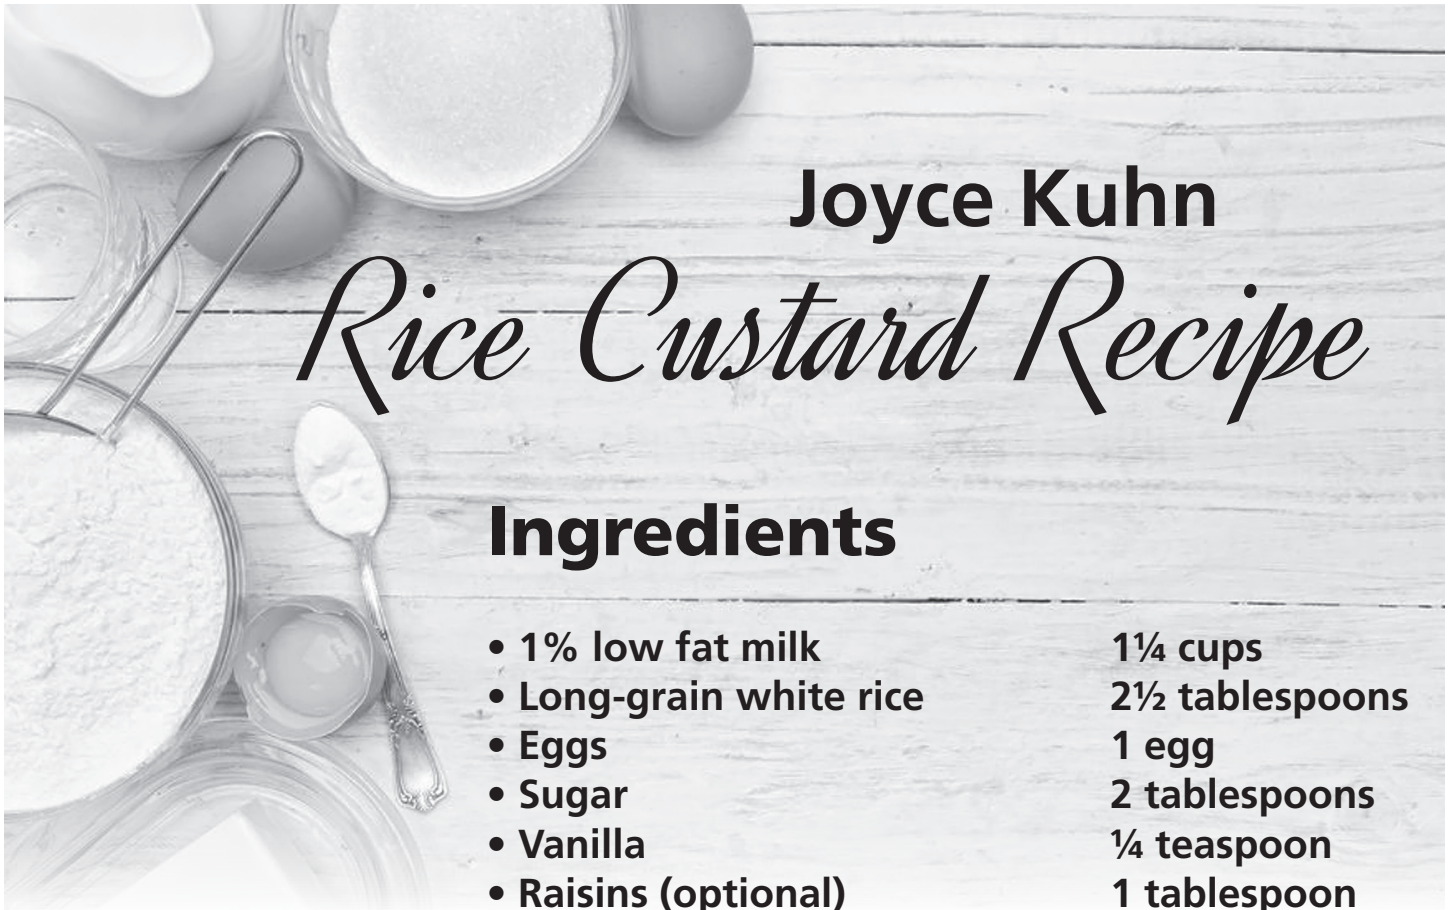 Joyce Kuhn
Rice Custard Recipe
Ingredients
• 1% low fat milk 1¼ cups
• Long-grain white rice 2½ tablespoons
• Eggs 1 egg
• Sugar 2 tablespoons
• Vanilla ¼ teaspoon
• Raisins (optional) 1 tablespoon